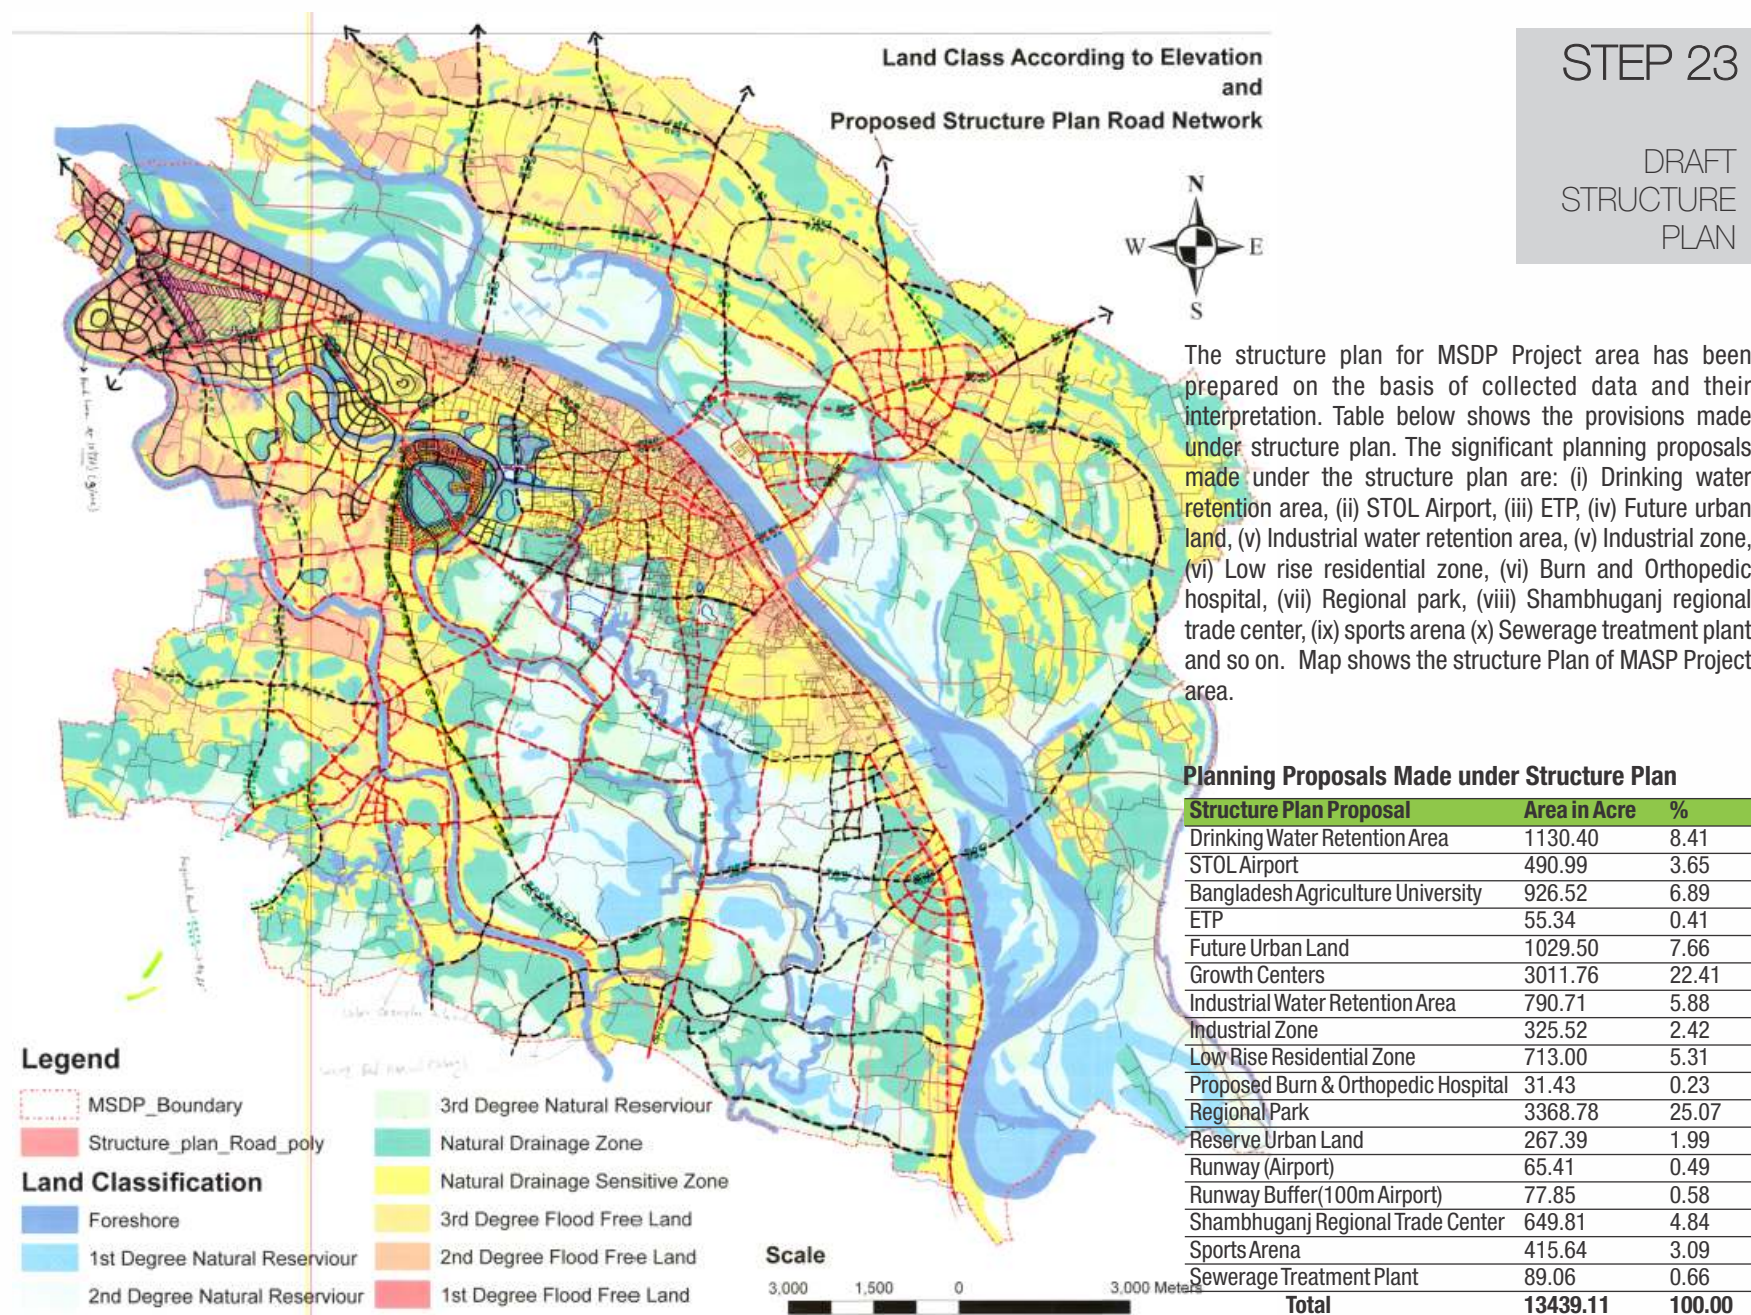 Land Class According to Elevation
and
Proposed Structure Plan Road Network
N
W
E
S
STEP 23
DRAFT
STRUCTURE
PLAN
The structure plan for MSDP Project area has been
prepared on the basis of collected data and their
interpretation. Table below shows the provisions made
under structure plan. The significant planning proposals
made under the structure plan are: (i) Drinking water
retention area, (ii) STOL Airport, (iii) ETP, (iv) Future urban
land, (v) Industrial water retention area, (v) Industrial zone,
(vi) Low rise residential zone, (vi) Burn and Orthopedic
hospital, (vii) Regional park, (viii) Shambhuganj regional
trade center, (ix) sports arena (x) Sewerage treatment plant
and so on. Map shows the structure Plan of MASP Project
area.
Planning Proposals Made under Structure Plan
Structure Plan Proposal Area in Acre %
Drinking Water Retention Area 1130.40 8.41
STOL Airport 490.99 3.65
Bangladesh Agriculture University 926.52 6.89
ETP 55.34 0.41
Future Urban Land 1029.50 7.66
Growth Centers 3011.76 22.41
Industrial Water Retention Area 790.71 5.88
Industrial Zone 325.52 2.42
Low Rise Residential Zone 713.00 5.31
Proposed Burn & Orthopedic Hospital 31.43 0.23
Regional Park 3368.78 25.07
Reserve Urban Land 267.39 1.99
Runway (Airport) 65.41 0.49
Runway Buffer(100m Airport) 77.85 0.58
Shambhuganj Regional Trade Center 649.81 4.84
Sports Arena 415.64 3.09
Sewerage Treatment Plant 89.06 0.66
Total 13439.11 100.00
Legend
MSDP_Boundary
Structure_plan_Road_poly
Land Classification
Foreshore
1st Degree Natural Reserviour
2nd Degree Natural Reserviour
3rd Degree Natural Reserviour
Natural Drainage Zone
Natural Drainage Sensitive Zone
3rd Degree Flood Free Land
2nd Degree Flood Free Land
1st Degree Flood Free Land
Scale
3,000 1,500 0 3,000 Meters